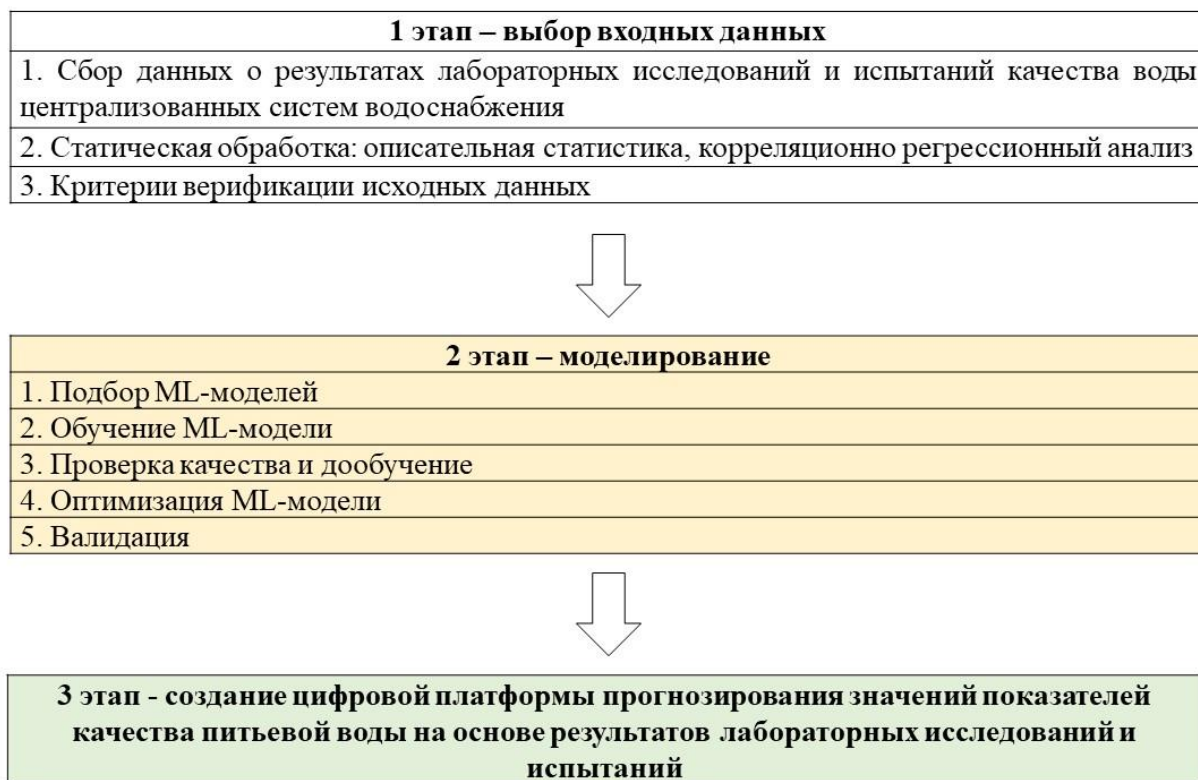 1 этап – выбор входных данных
1. Сбор данных о результатах лабораторных исследований и испытаний качества воды
централизованных систем водоснабжения
2. Статическая обработка: описательная статистика, корреляционно регрессионный анализ
3. Критерии верификации исходных данных
2 этап – моделирование
1. Подбор ML-моделей
2. Обучение ML-модели
3. Проверка качества и дообучение
4. Оптимизация ML-модели
5. Валидация
3 этап - создание цифровой платформы прогнозирования значений показателей
качества питьевой воды на основе результатов лабораторных исследований и
испытаний